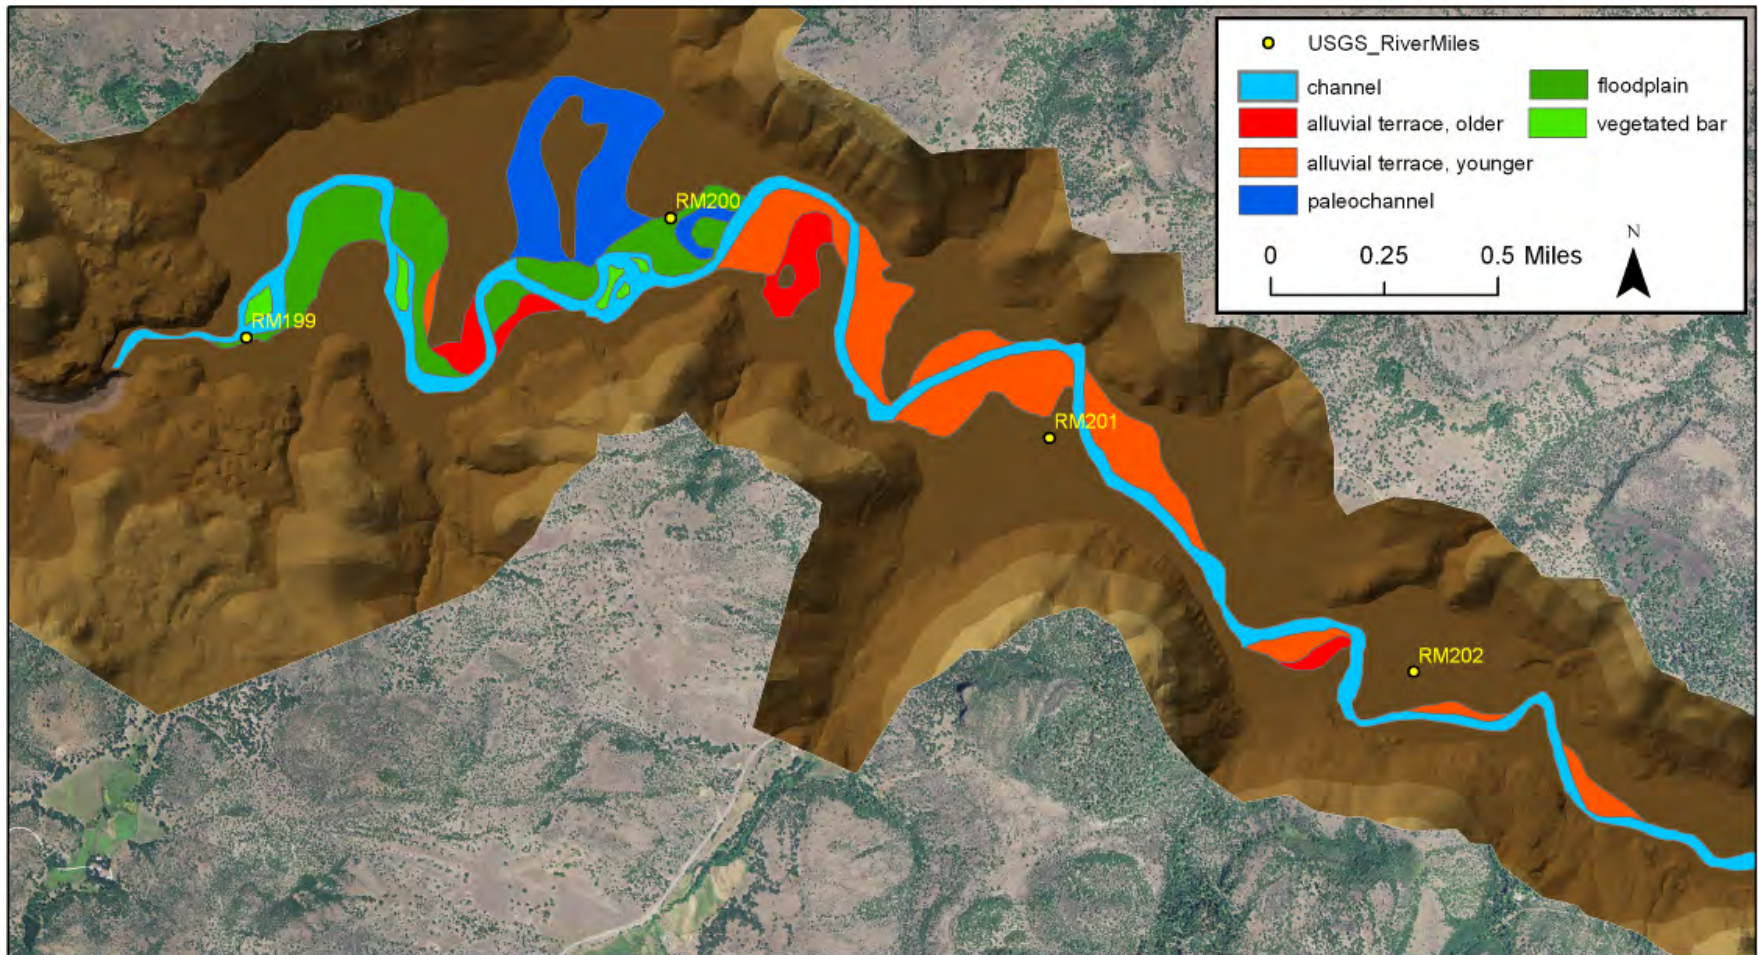 USGS_RiverMiles
channel
floodplain
alluvial terrace, older
vegetated bar
alluvial terrace, younger
paleochannel
N
0 0.25 0.5 Miles
RM200
RM199
RM201
RM202